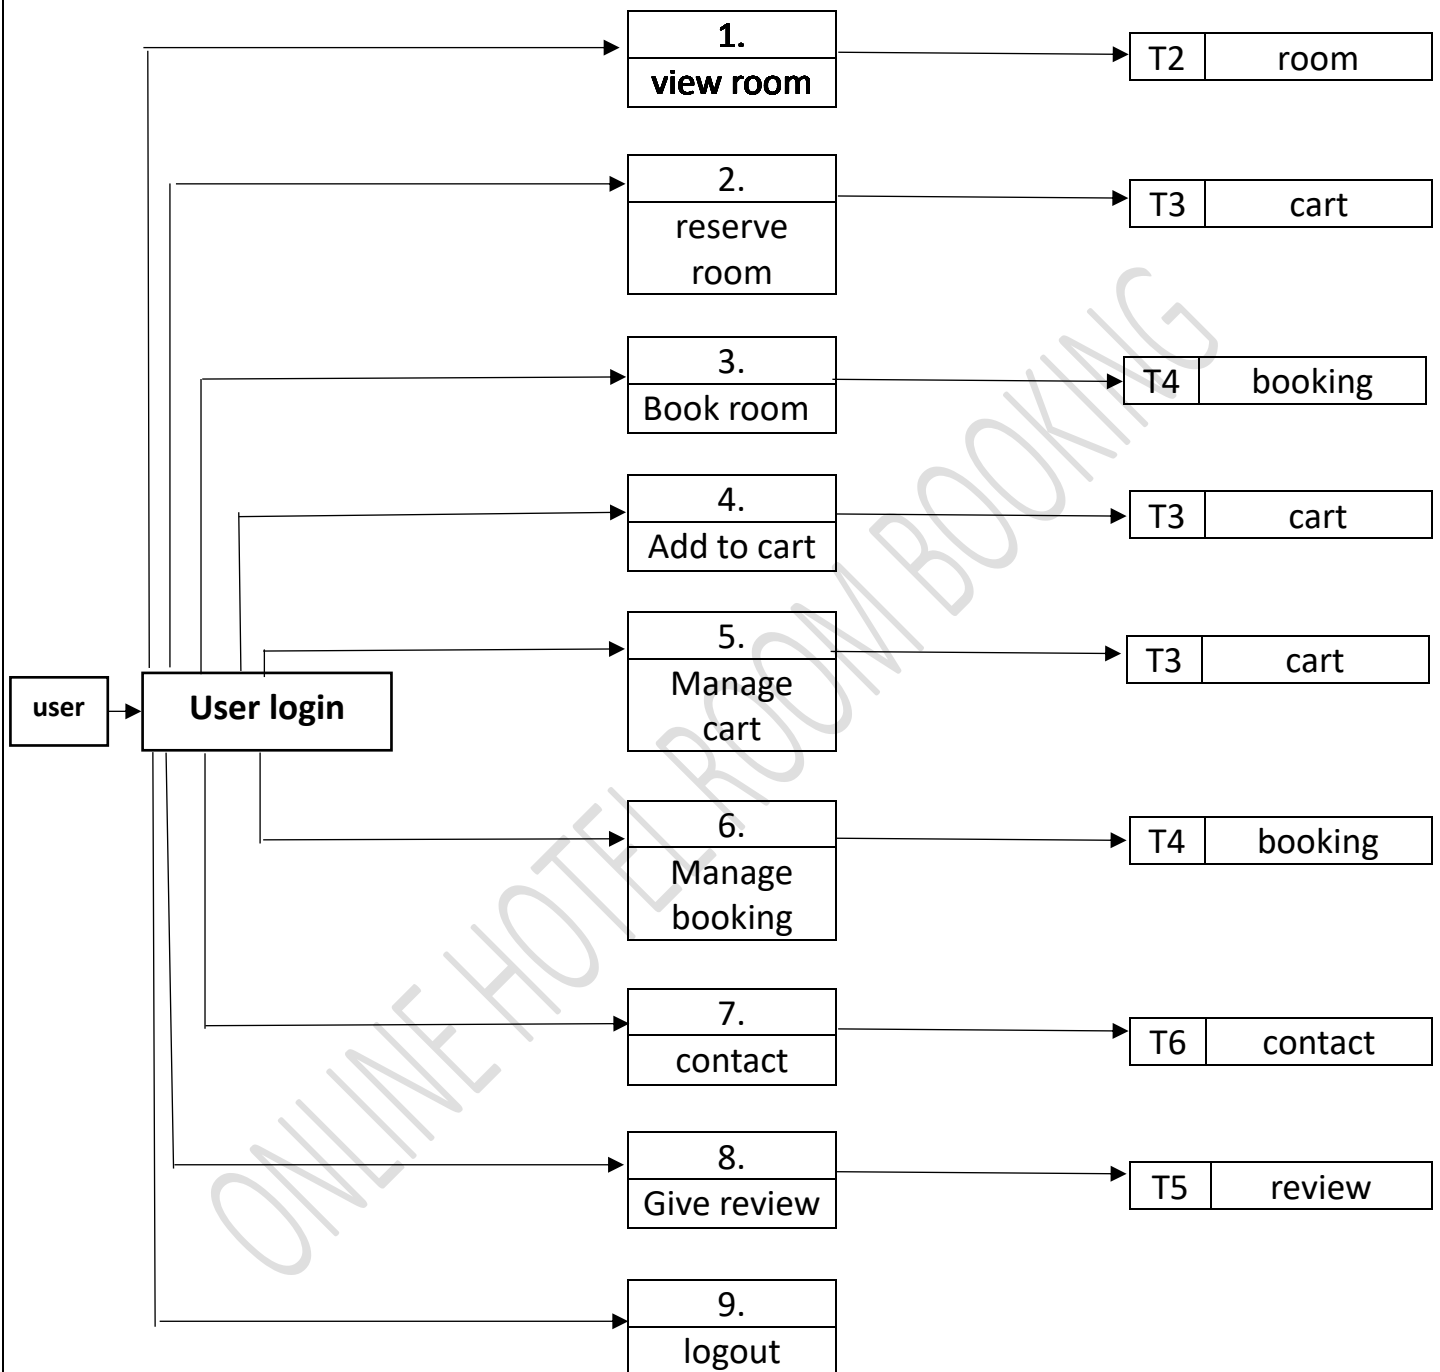 1.
view room
T2 room
2.
reserve
room
T3 cart
3.
Book room
T4 booking
4.
Add to cart
T3 cart
5.
Manage
cart
T3 cart
user
User login
6.
Manage
booking
T4 booking
7.
contact
T6 contact
8.
Give review
T5 review
9.
logout
ONLINE HOTEL ROOM BOOKING